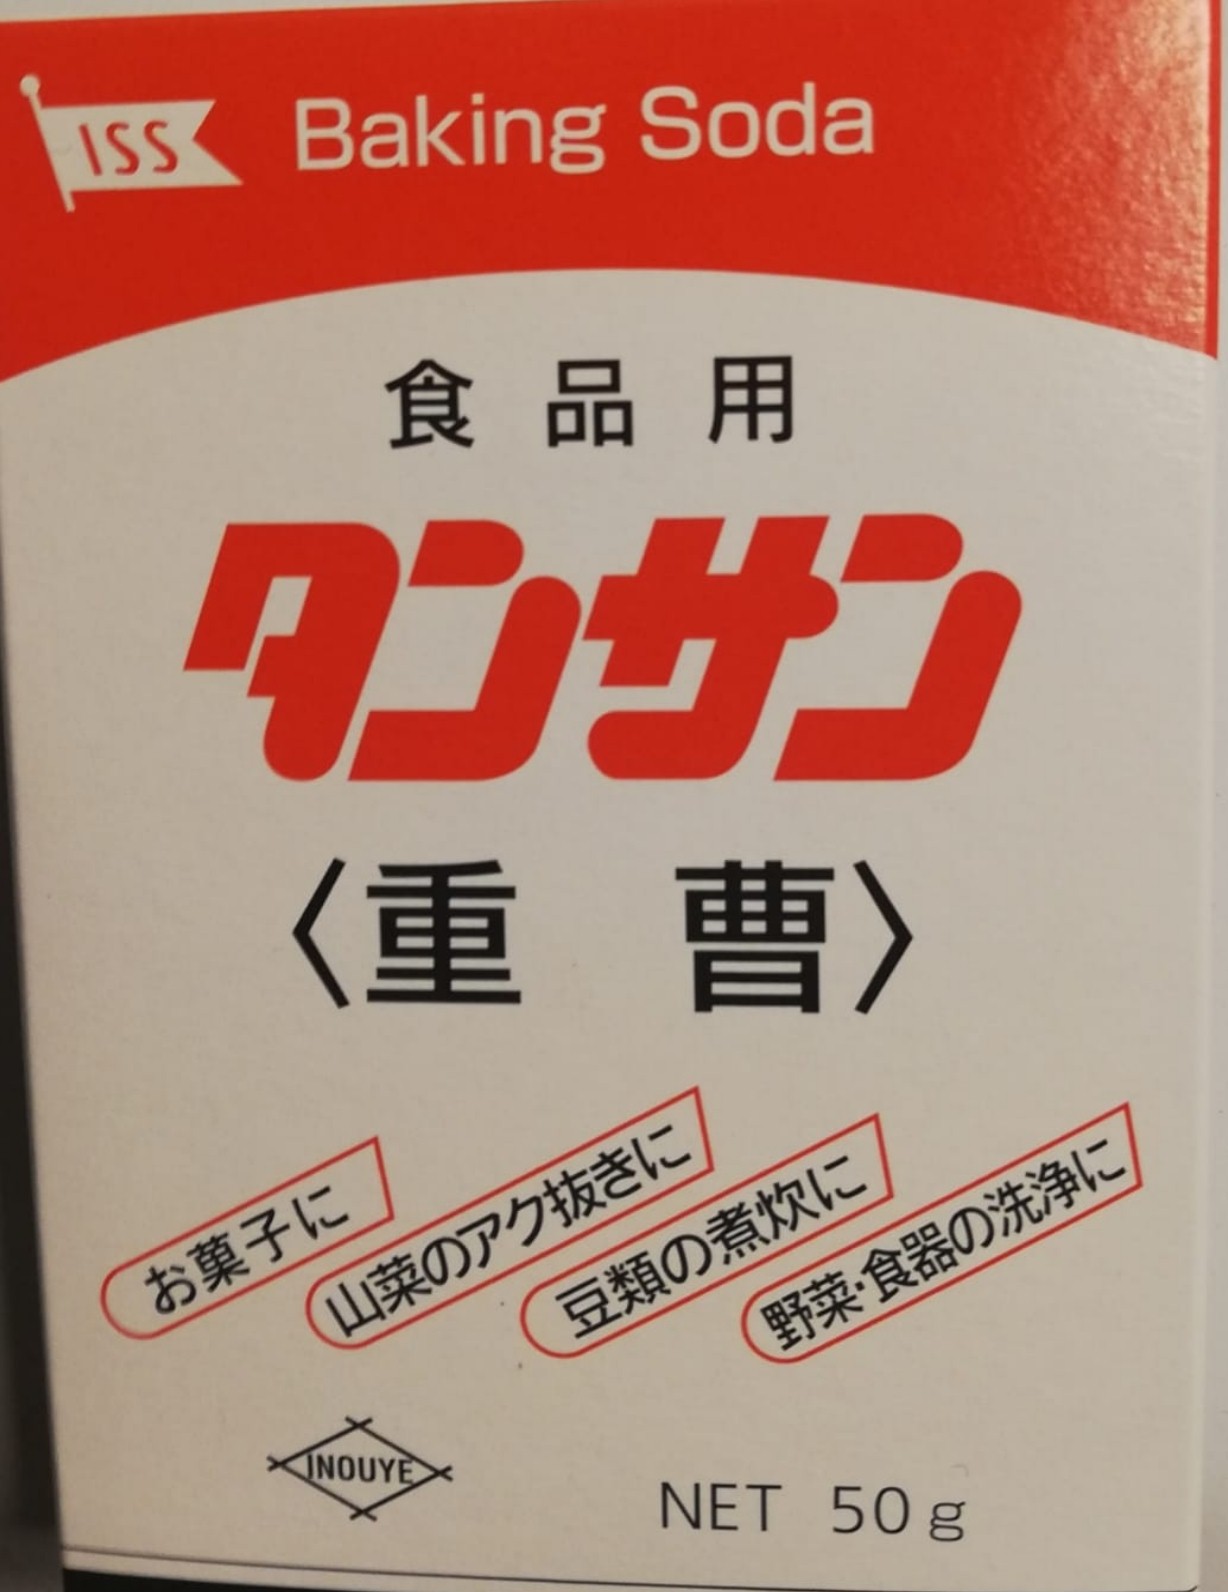 ISS Baking Soda
食品用
タンサン
〈重曹〉
お菓子に
山菜のアク抜きに
豆類の煮炊に
野菜・食器の洗浄に
INOUYE
NET 50g